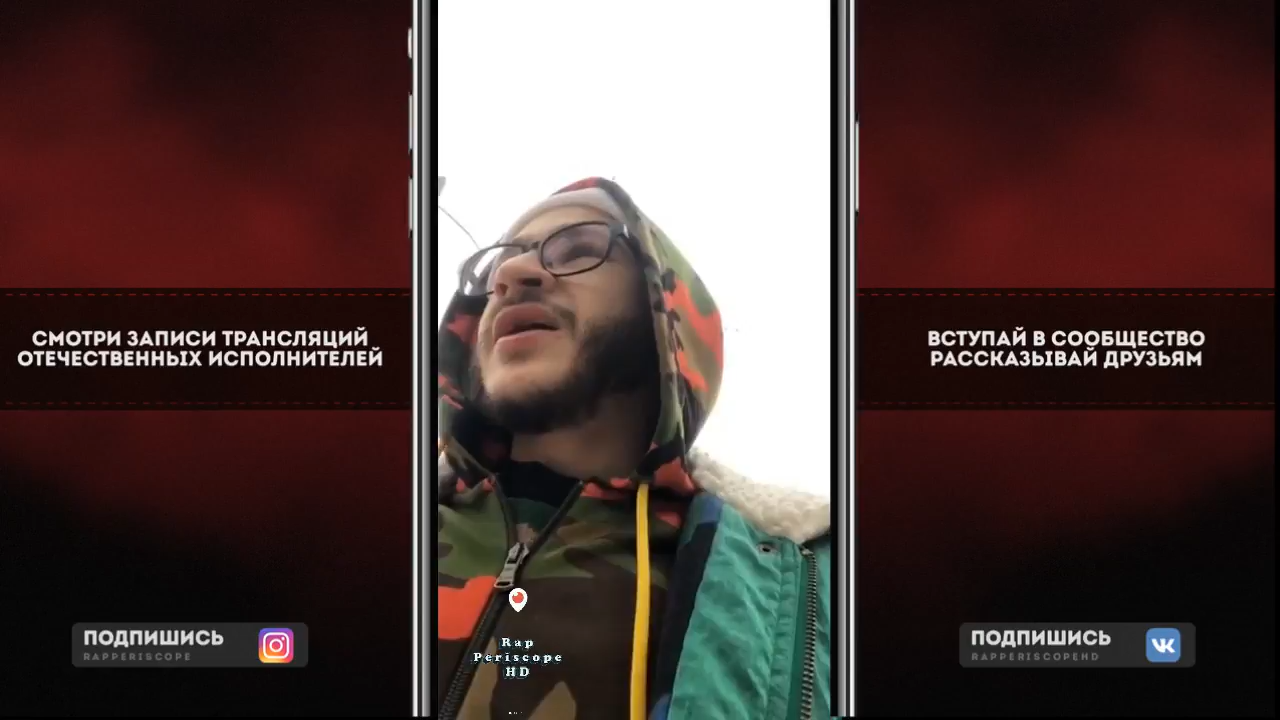 СМОТРИ ЗАПИСИ ТРАНСЛЯЦИЙ
ОТЕЧЕСТВЕННЫХ ИСПОЛНИТЕЛЕЙ
ВСТУПАЙ В СООБЩЕСТВО
РАССКАЗЫВАЙ ДРУЗЬЯМ
ПОДПИШИСЬ
RAPPERISCOPE
Rap
Periscope
HD
...
ПОДПИШИСЬ
RAPPERISCOPEHD